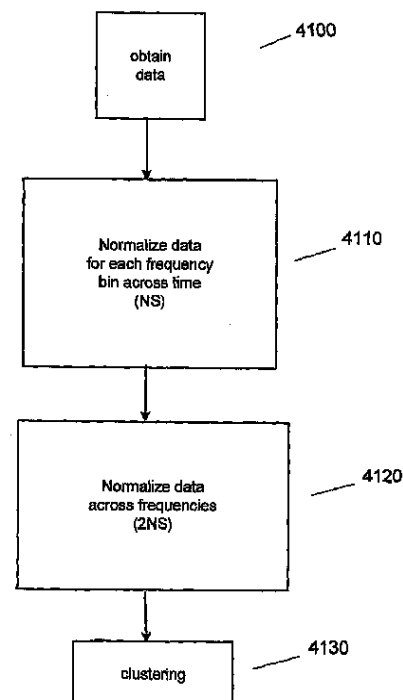 obtain
data
4100
Normalize data
for each frequency
bin across time
(NS)
4110
Normalize data
across frequencies
(2NS)
4120
clustering
4130